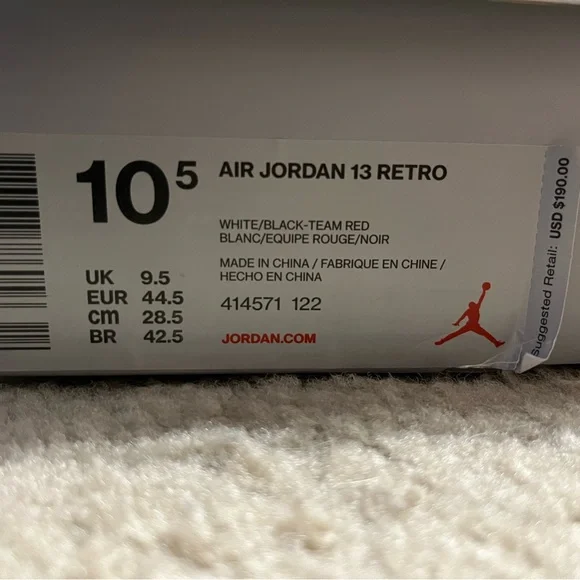 10⁵
AIR JORDAN 13 RETRO
WHITE/BLACK-TEAM RED
BLANC/EQUIPE ROUGE/NOIR
MADE IN CHINA / FABRIQUE EN CHINE /
HECHO EN CHINA
414571 122
UK 9.5
EUR 44.5
cm 28.5
BR 42.5
JORDAN.COM
Suggested Retail: USD $190.00